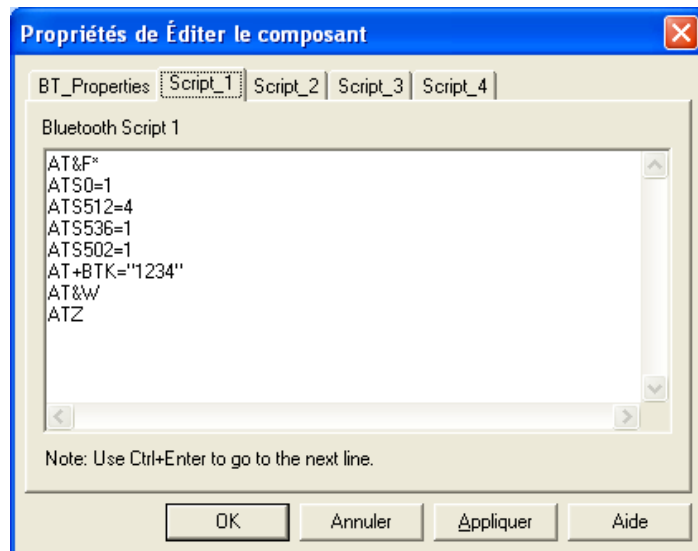 Propriétés de Éditer le composant
BT_Properties Script_1 Script_2 Script_3 Script_4
Bluetooth Script 1
AT&F*
ATS0=1
ATS512=4
ATS536=1
ATS502=1
AT+BTK="1234"
AT&W
ATZ
Note: Use Ctrl+Enter to go to the next line.
OK Annuler Appliquer Aide